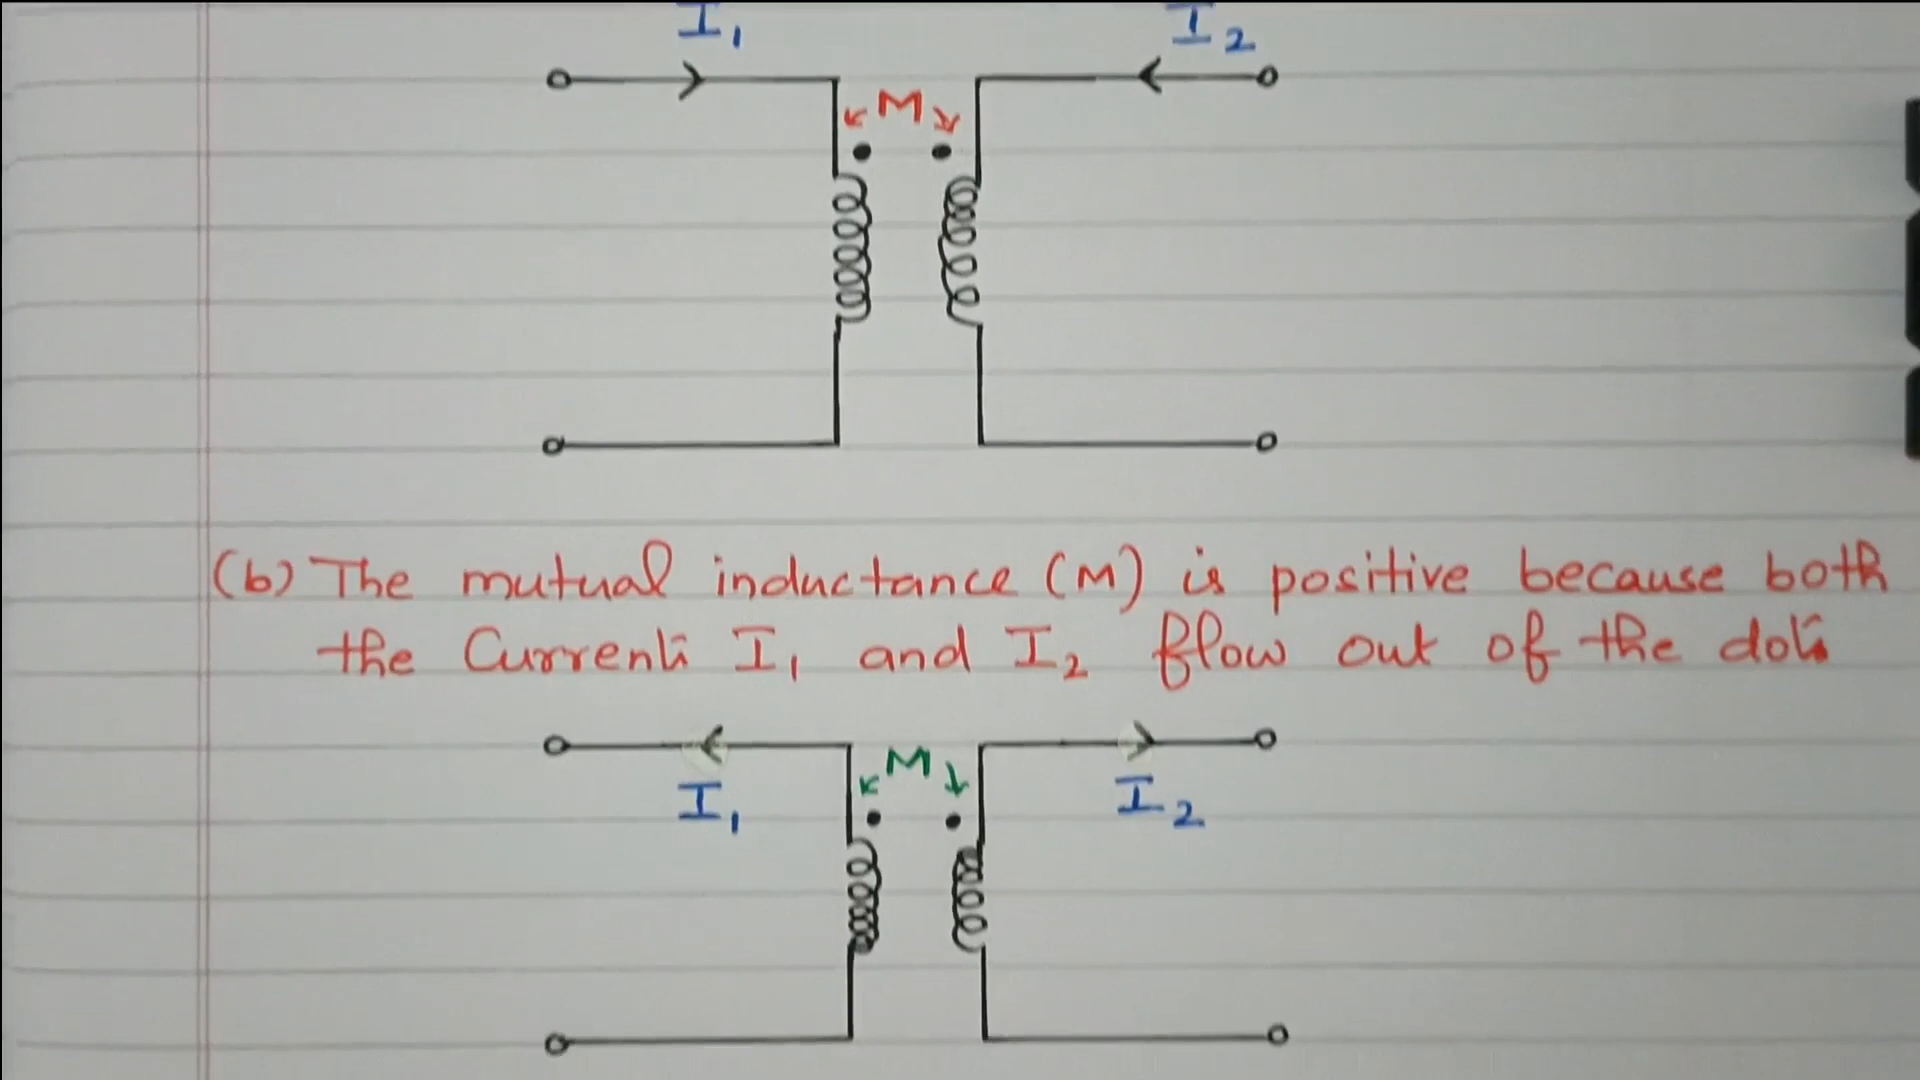 I1 I2
M
(b) The mutual inductance (M) is positive because both
the Currents I1 and I2 flow out of the dots
M
I1 I2